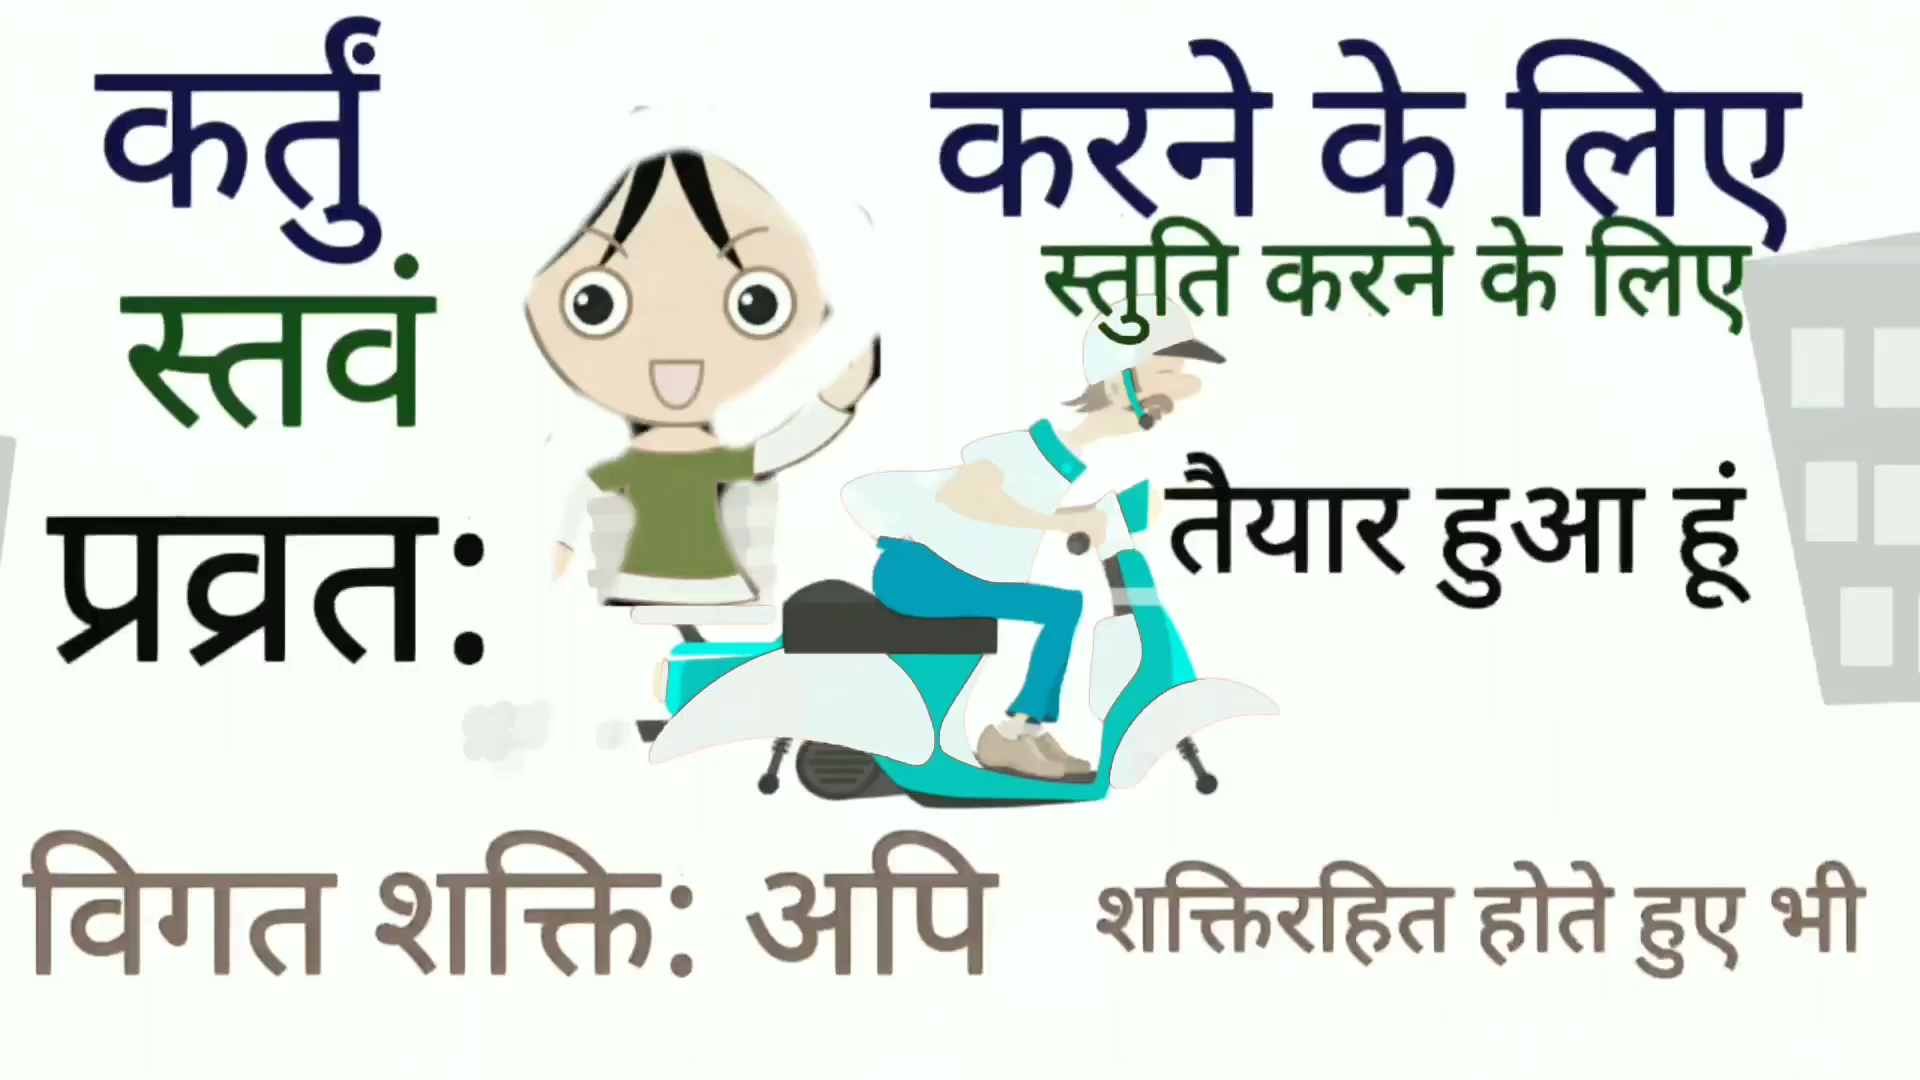 कर्तुं करने के लिए
स्तवं स्तुति करने के लिए
प्रव्रत: तैयार हुआ हूं
विगत शक्ति: अपि शक्तिरहित होते हुए भी